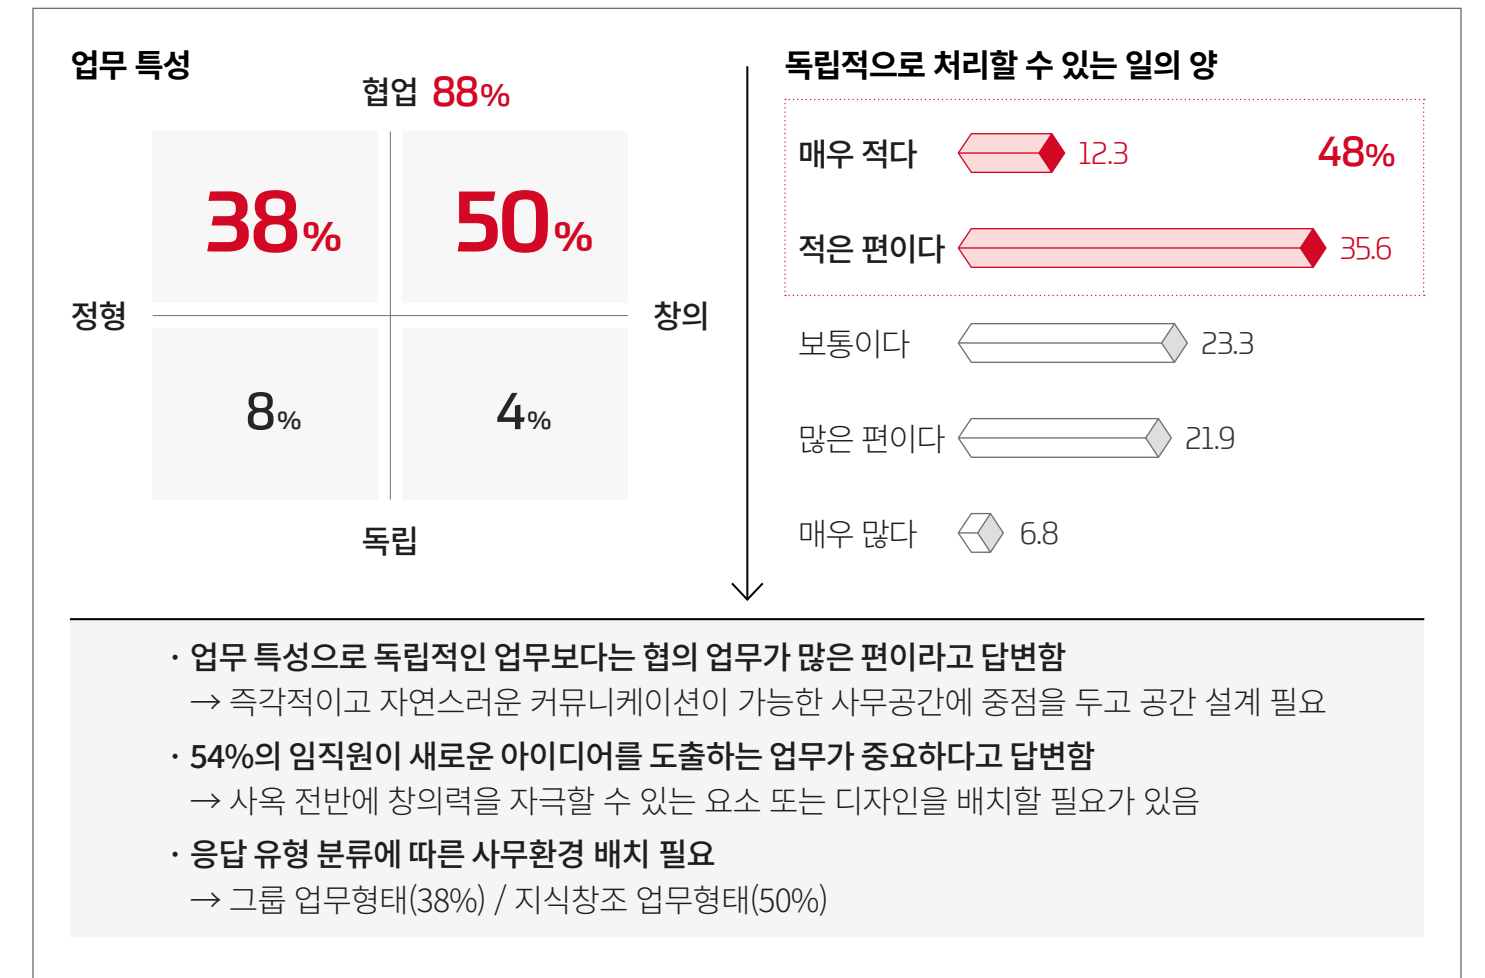 업무 특성
협업 88%
38%
50%
정형
창의
8%
4%
독립
독립적으로 처리할 수 있는 일의 양
매우 적다 12.3 48%
적은 편이다 35.6
보통이다 23.3
많은 편이다 21.9
매우 많다 6.8
· 업무 특성으로 독립적인 업무보다는 협의 업무가 많은 편이라고 답변함
→ 즉각적이고 자연스러운 커뮤니케이션이 가능한 사무공간에 중점을 두고 공간 설계 필요
· 54%의 임직원이 새로운 아이디어를 도출하는 업무가 중요하다고 답변함
→ 사옥 전반에 창의력을 자극할 수 있는 요소 또는 디자인을 배치할 필요가 있음
· 응답 유형 분류에 따른 사무환경 배치 필요
→ 그룹 업무형태(38%) / 지식창조 업무형태(50%)